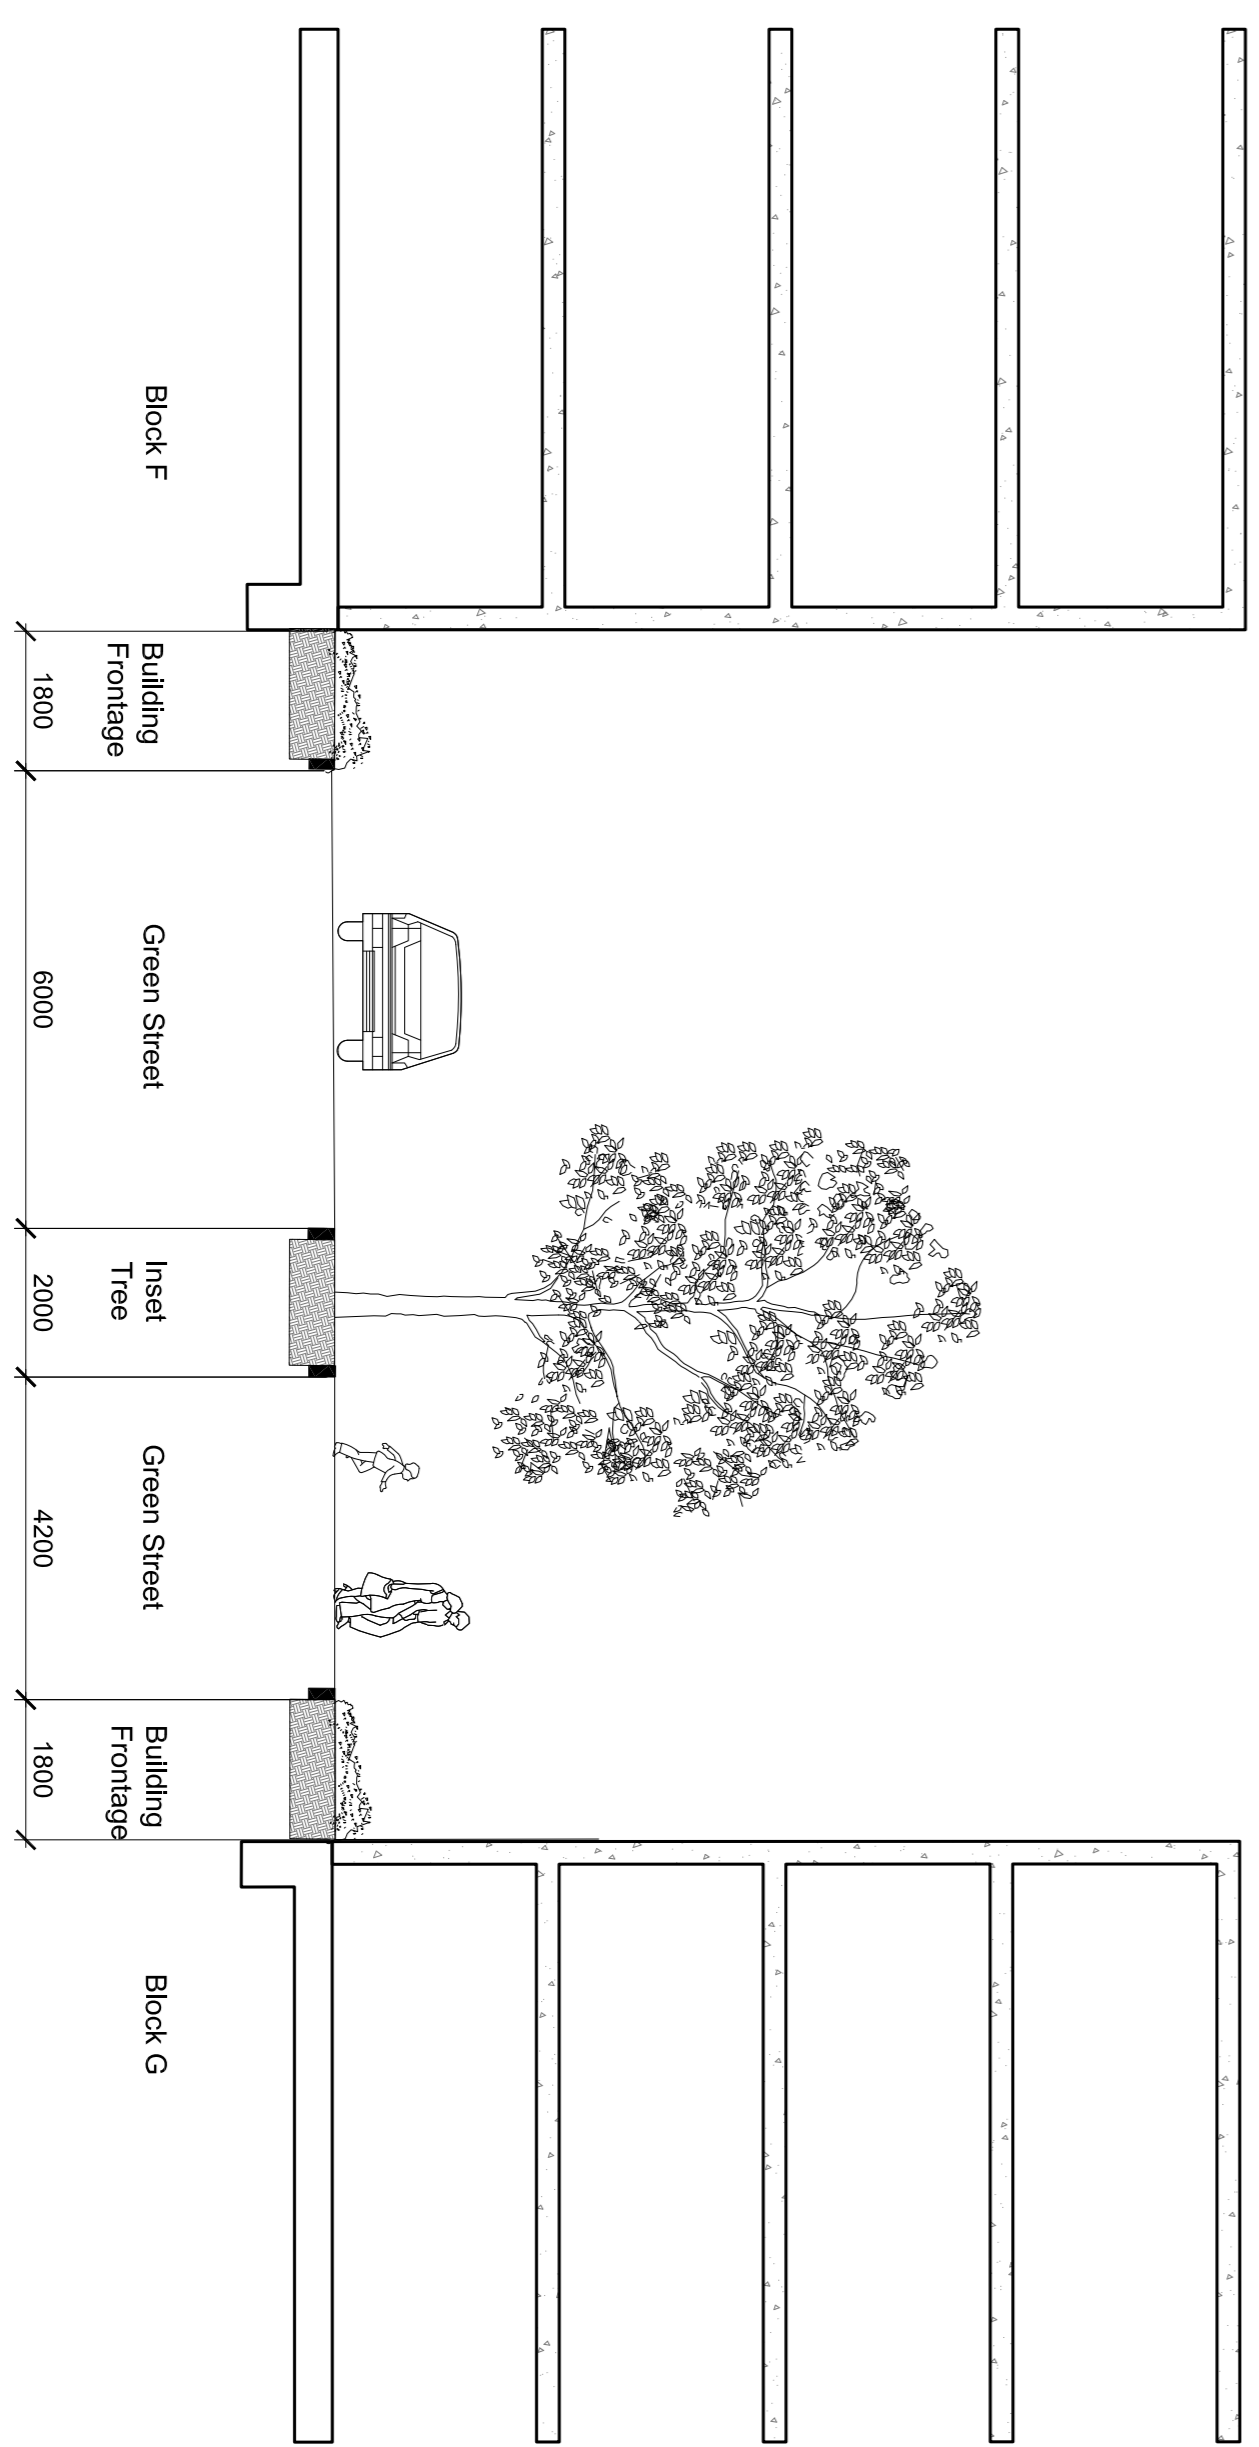 Block F
Building
Frontage
1800
Green Street
6000
Inset
Tree
2000
Green Street
4200
Building
Frontage
1800
Block G